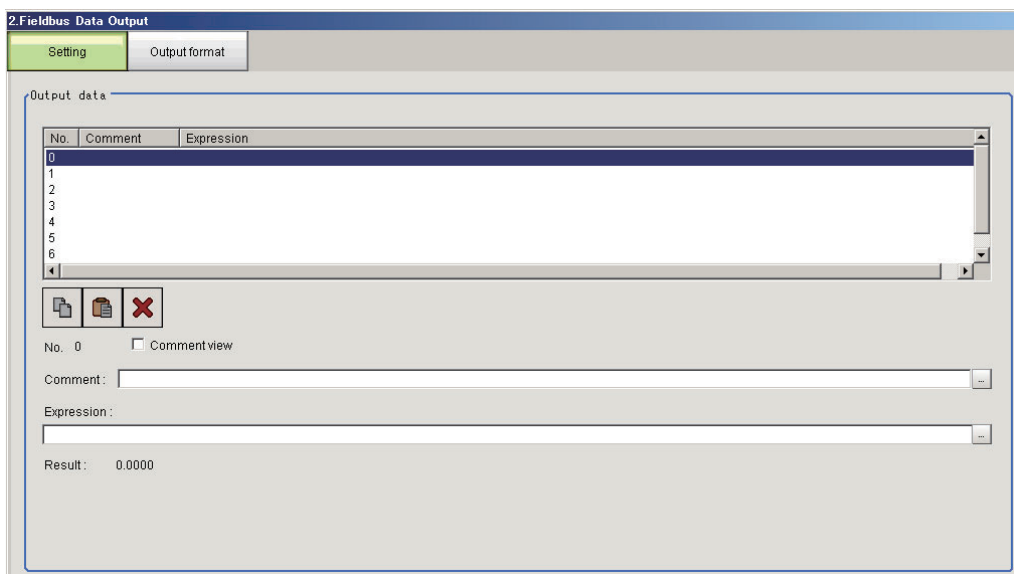 2.Fieldbus Data Output
Setting Output format
Output data
No. Comment Expression
0
1
2
3
4
5
6
No. 0 Comment view
Comment : ...
Expression :
...
Result : 0.0000